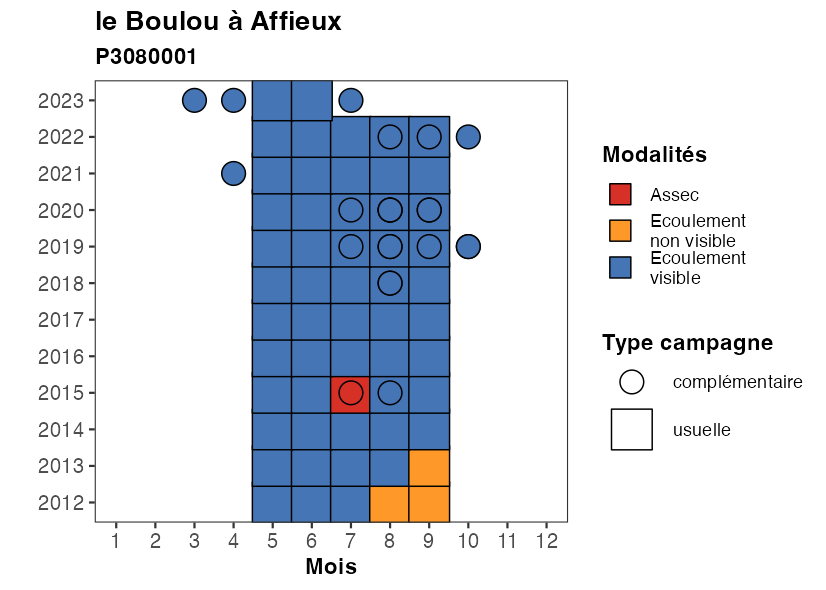 le Boulou à Affieux
P3080001
2023
2022
2021
2020
2019
2018
2017
2016
2015
2014
2013
2012
1 2 3 4 5 6 7 8 9 10 11 12
Mois
Modalités
Assec
Ecoulement
non visible
Ecoulement
visible
Type campagne
complémentaire
usuelle